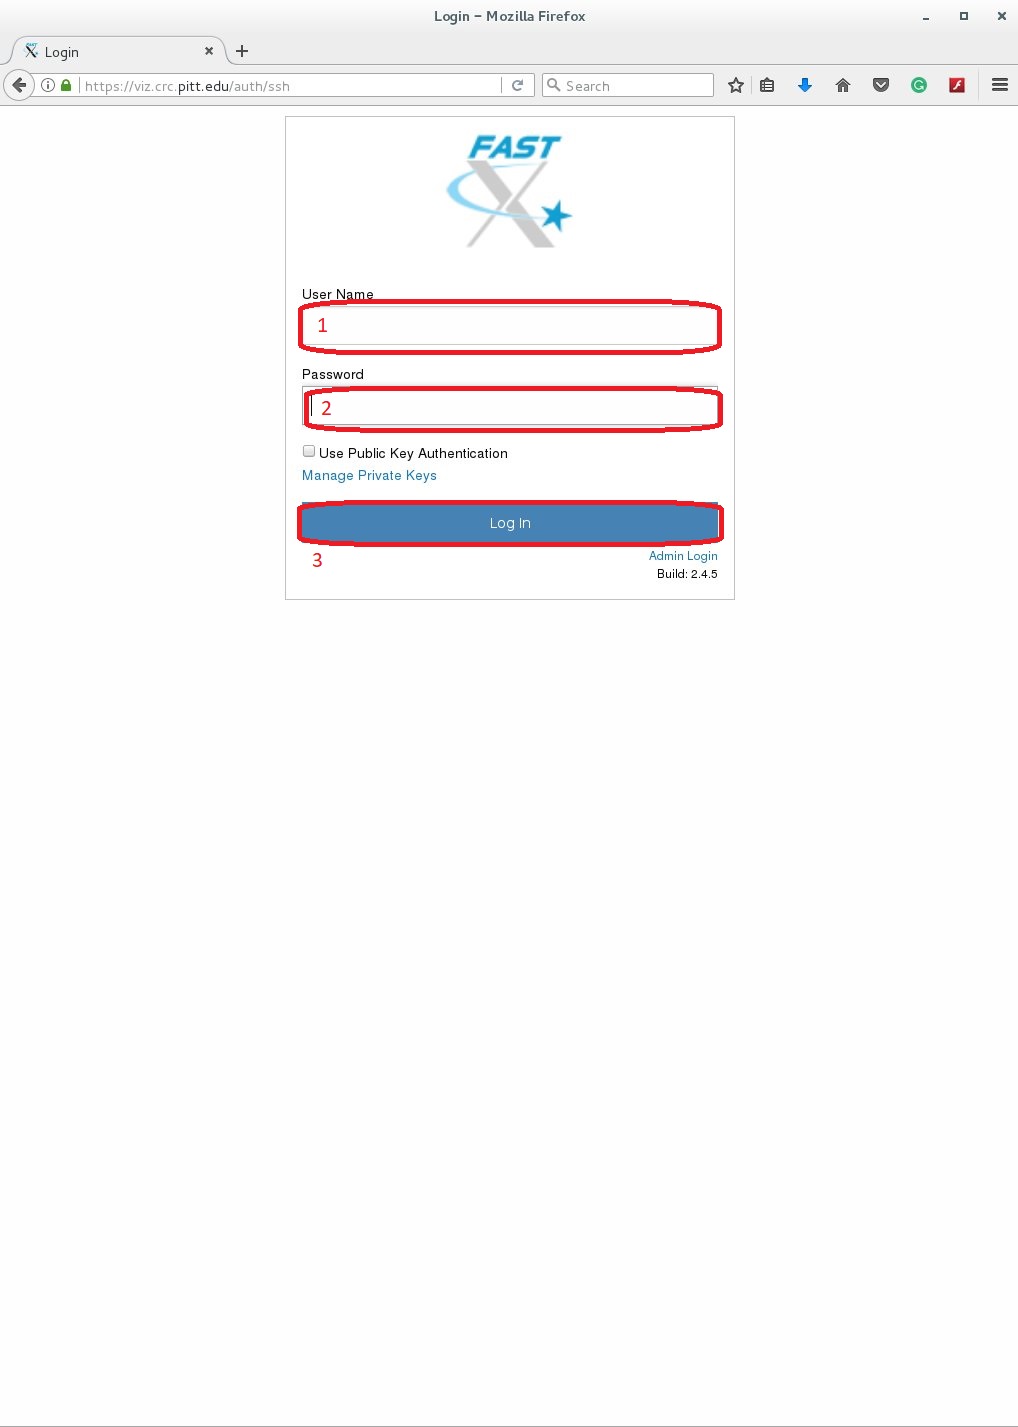 Login – Mozilla Firefox
Login
https://viz.crc.pitt.edu/auth/ssh
Search
FAST
X
User Name
1
Password
2
Use Public Key Authentication
Manage Private Keys
Log In
3
Admin Login
Build: 2.4.5